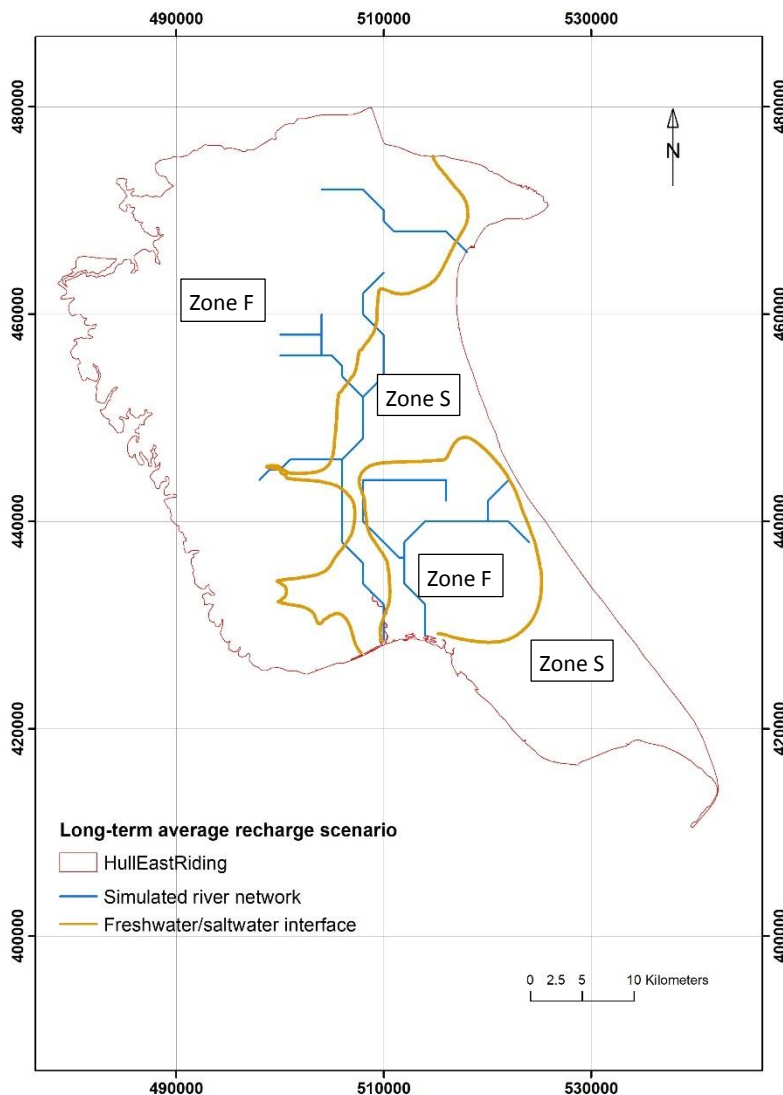 490000 510000 530000
480000 480000
N
Zone F
460000 460000
Zone S
440000 440000
Zone F
Zone S
420000 420000
Long-term average recharge scenario
HullEastRiding
Simulated river network
Freshwater/saltwater interface
400000 400000
0 2.5 5 10 Kilometers
490000 510000 530000